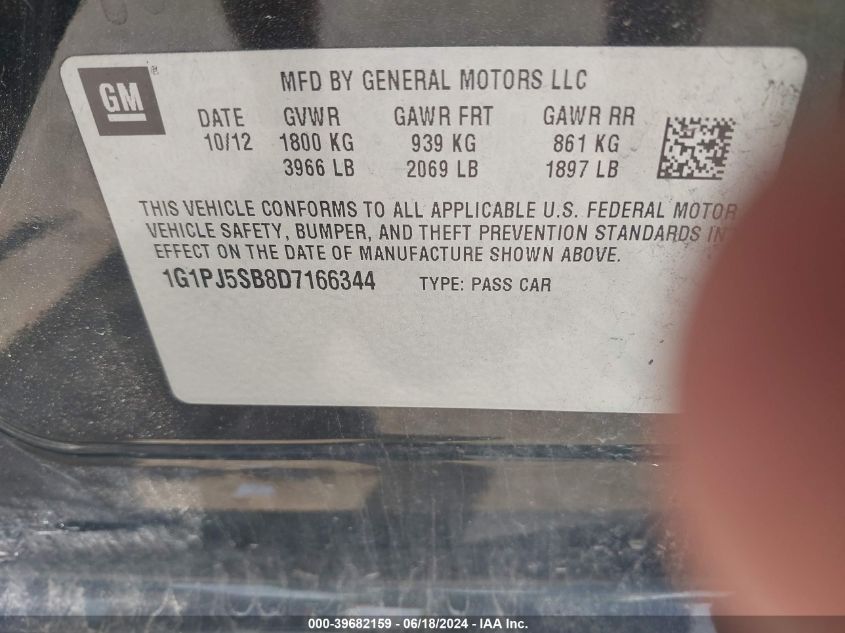 GM ®
MFD BY GENERAL MOTORS LLC
DATE GVWR GAWR FRT GAWR RR
10/12 1800 KG 939 KG 861 KG
3966 LB 2069 LB 1897 LB
THIS VEHICLE CONFORMS TO ALL APPLICABLE U.S. FEDERAL MOTOR
VEHICLE SAFETY, BUMPER, AND THEFT PREVENTION STANDARDS IN
EFFECT ON THE DATE OF MANUFACTURE SHOWN ABOVE.
1G1PJ5SB8D7166344 TYPE: PASS CAR
000-39682159 - 06/18/2024 - IAA Inc.